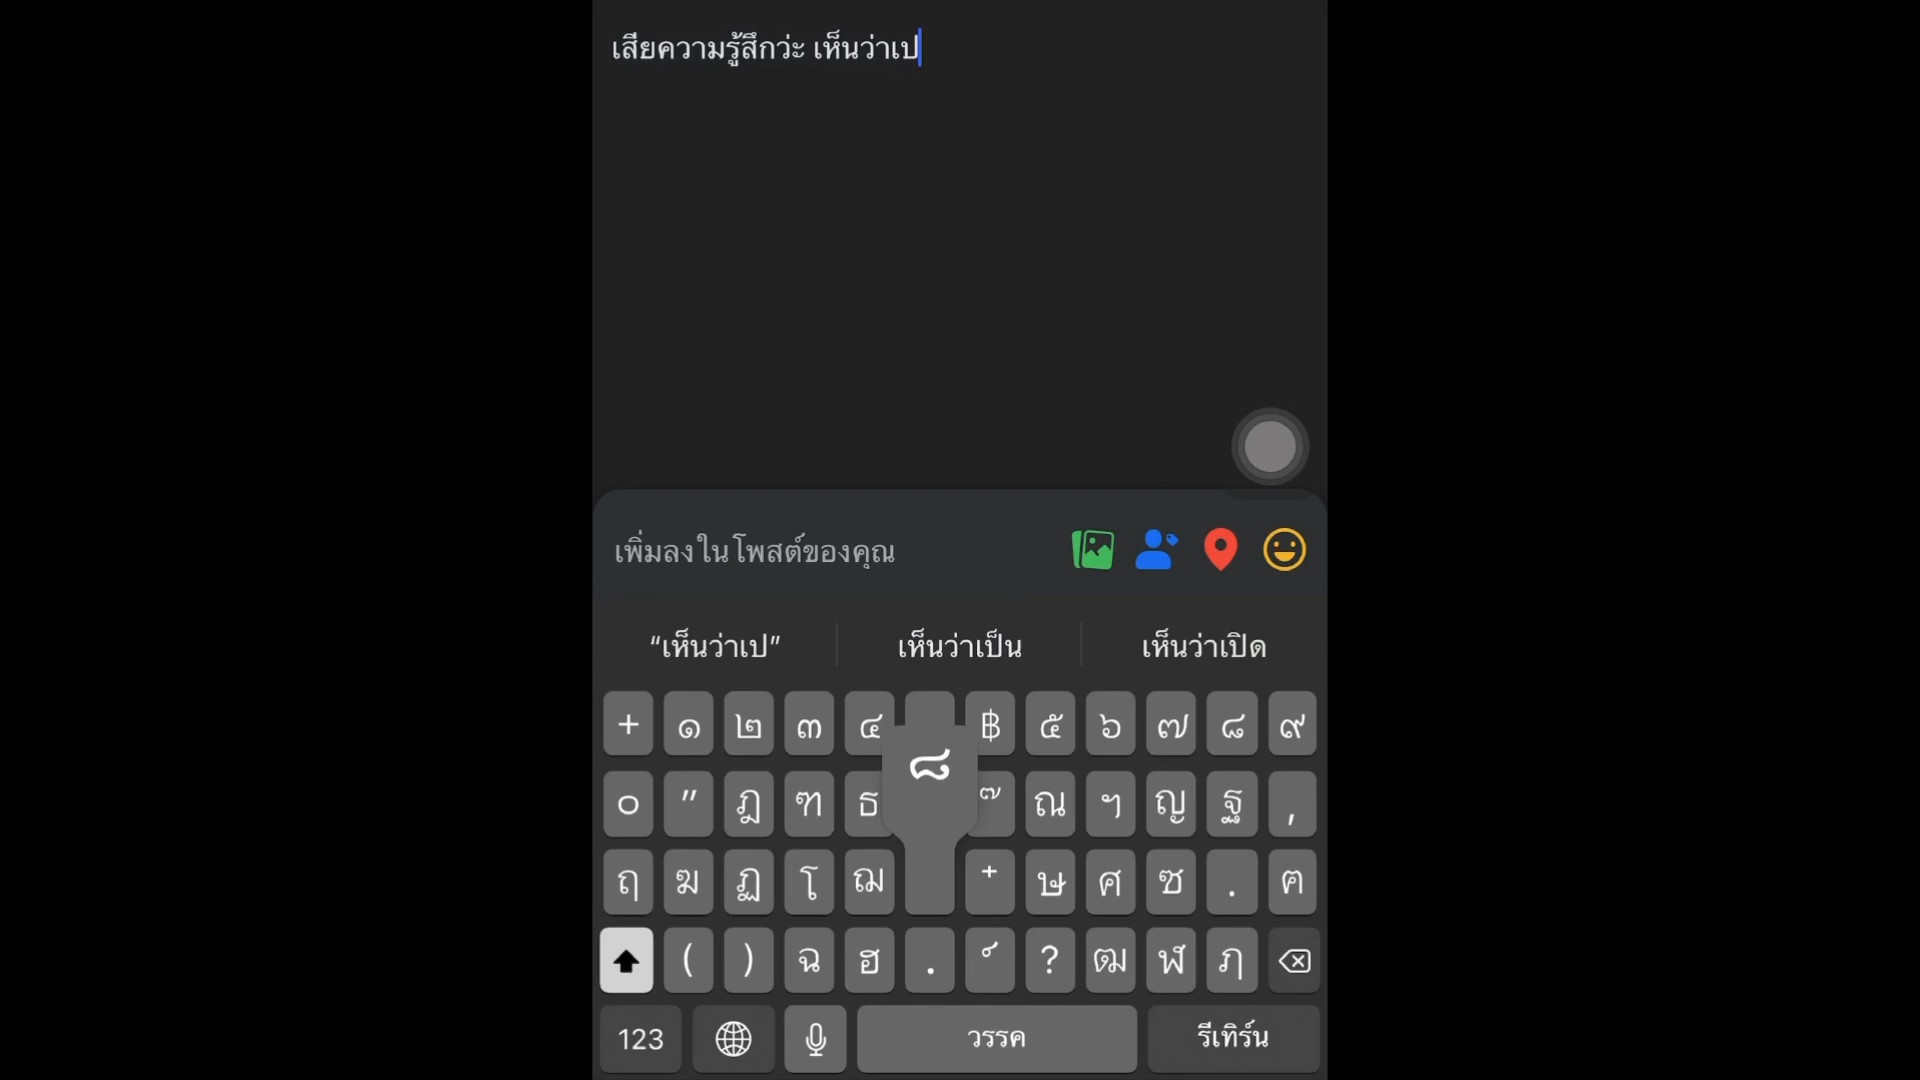 เสียความรู้สึกว่ะ เห็นว่าเป
เพิ่มลงในโพสต์ของคุณ
“เห็นว่าเป” เห็นว่าเป็น เห็นว่าเปิด
+ ๑ ๒ ๓ ๔ ฿ ๕ ๖ ๗ ๘ ๙
๐ " ฎ ฑ ธ ๊ ณ ฯ ญ ฐ ,
ฤ ฆ ฏ โ ฌ ๋ ษ ศ ซ . ฅ
( ) ฉ ฮ . ์ ? ฒ ฬ ฦ
123 วรรค รีเทิร์น